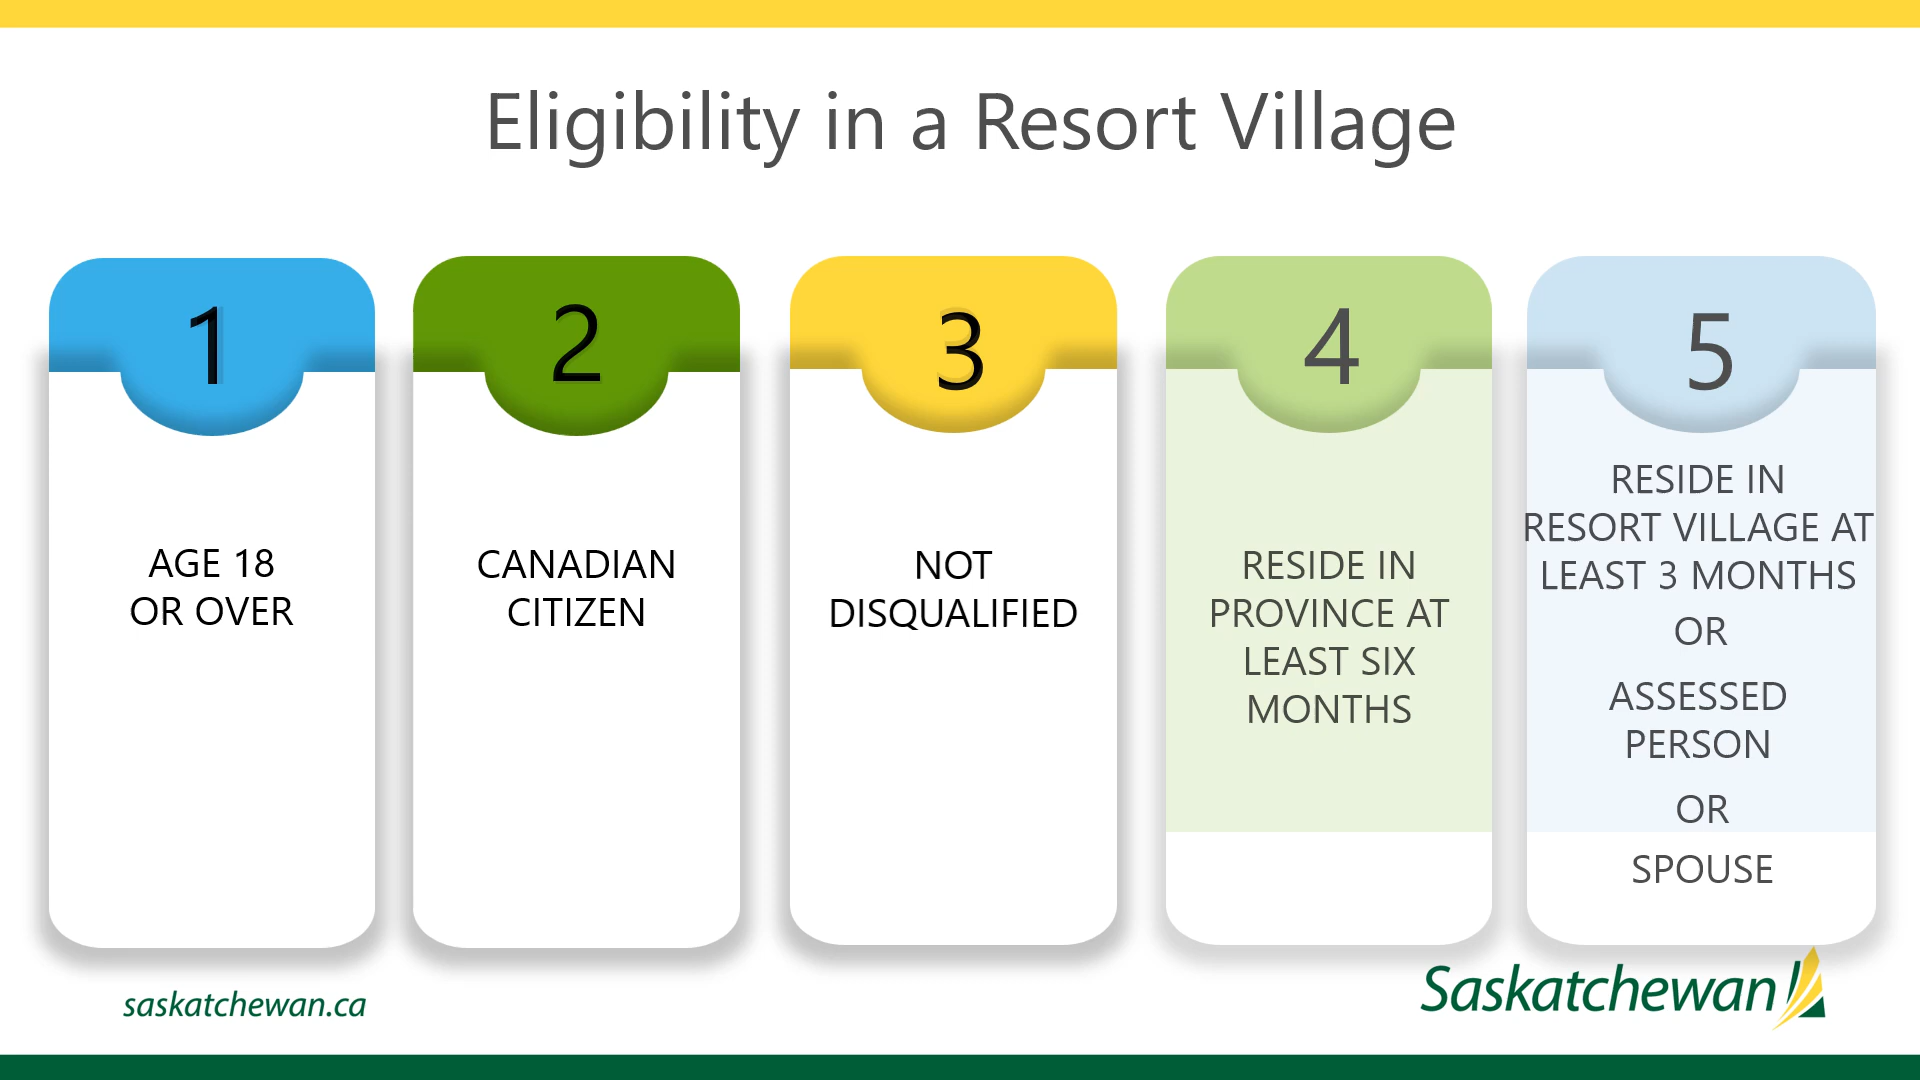 Eligibility in a Resort Village
1
AGE 18
OR OVER
2
CANADIAN
CITIZEN
3
NOT
DISQUALIFIED
4
RESIDE IN
PROVINCE AT
LEAST SIX
MONTHS
5
RESIDE IN
RESORT VILLAGE AT
LEAST 3 MONTHS
OR
ASSESSED
PERSON
OR
SPOUSE
saskatchewan.ca
Saskatchewan